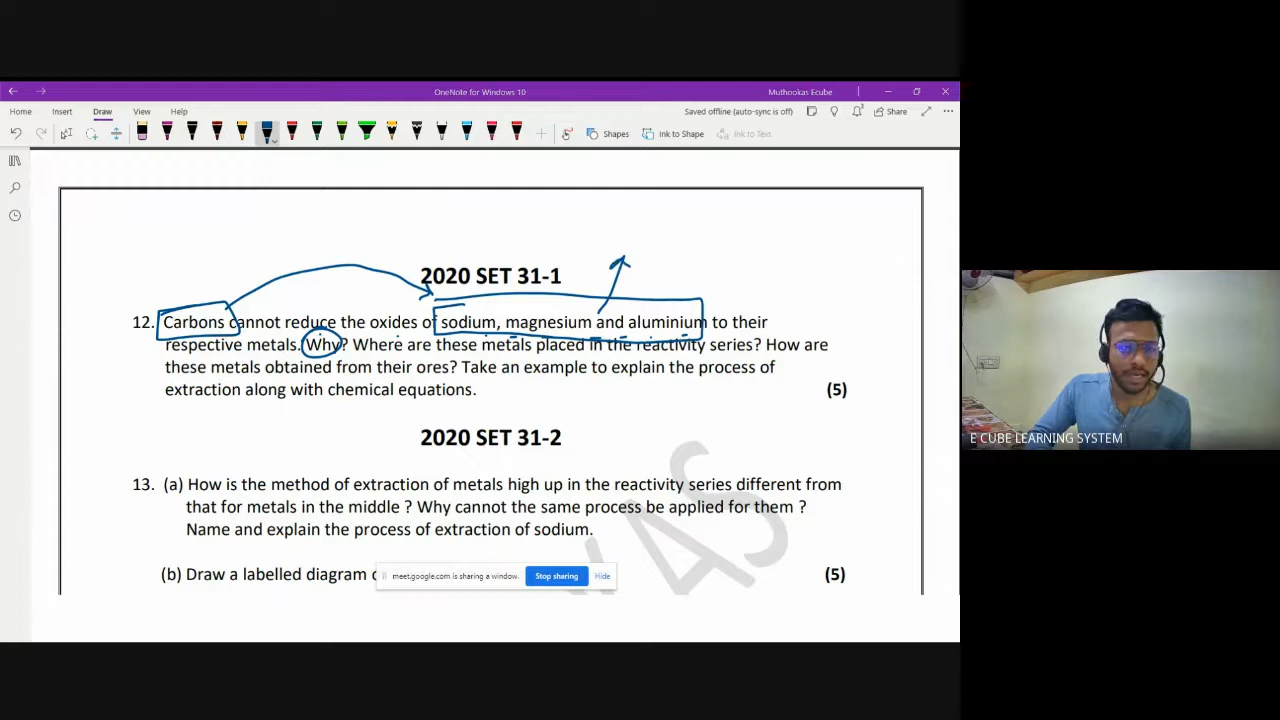 OneNote for Windows 10
Muthookas Ecube
Home Insert Draw View Help
Saved offline (auto-sync is off)
Share
Shapes
Ink to Shape
Ink to Text
2020 SET 31-1
12. Carbons cannot reduce the oxides of sodium, magnesium and aluminium to their
respective metals. Why? Where are these metals placed in the reactivity series? How are
these metals obtained from their ores? Take an example to explain the process of
extraction along with chemical equations. (5)
2020 SET 31-2
13. (a) How is the method of extraction of metals high up in the reactivity series different from
that for metals in the middle ? Why cannot the same process be applied for them ?
Name and explain the process of extraction of sodium.
(b) Draw a labelled diagram (5)
meet.google.com is sharing a window.
Stop sharing
Hide
E CUBE LEARNING SYSTEM